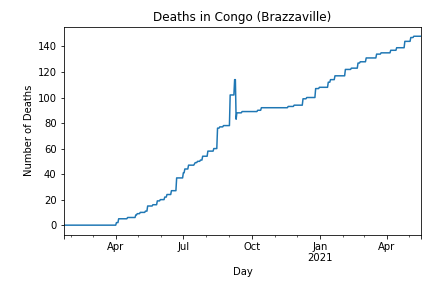 Deaths in Congo (Brazzaville)
140
120
100
80
60
40
20
0
Number of Deaths
Apr
Jul
Oct
Jan
2021
Apr
Day